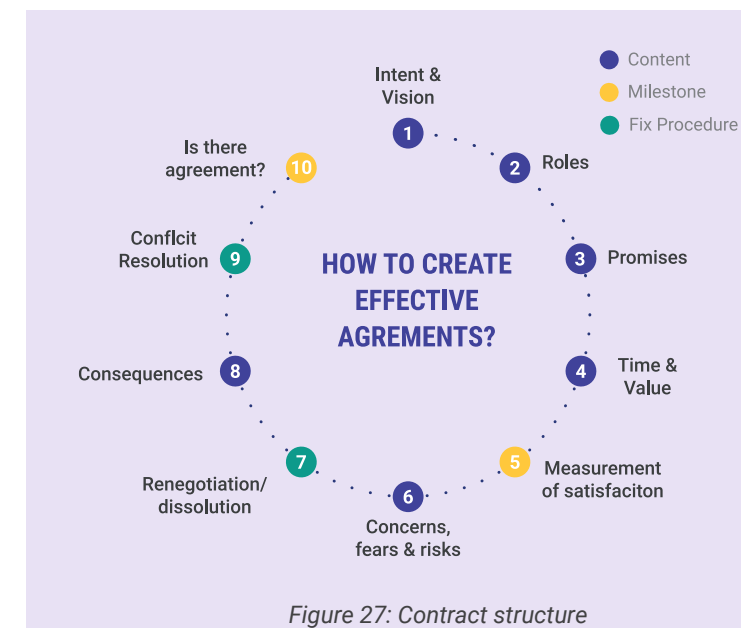 Content
Milestone
Fix Procedure
Intent &
Vision
1
2
Roles
3
Promises
4
Time &
Value
5
Measurement
of satisfaciton
6
Concerns,
fears & risks
7
Renegotiation/
dissolution
8
Consequences
9
Conflcit
Resolution
10
Is there
agreement?
HOW TO CREATE
EFFECTIVE
AGREMENTS?
Figure 27: Contract structure